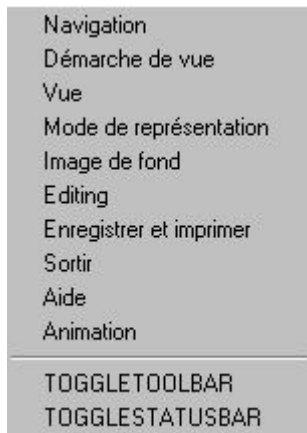 Navigation
Démarche de vue
Vue
Mode de représentation
Image de fond
Editing
Enregistrer et imprimer
Sortir
Aide
Animation
TOGGLETOOLBAR
TOGGLESTATUSBAR